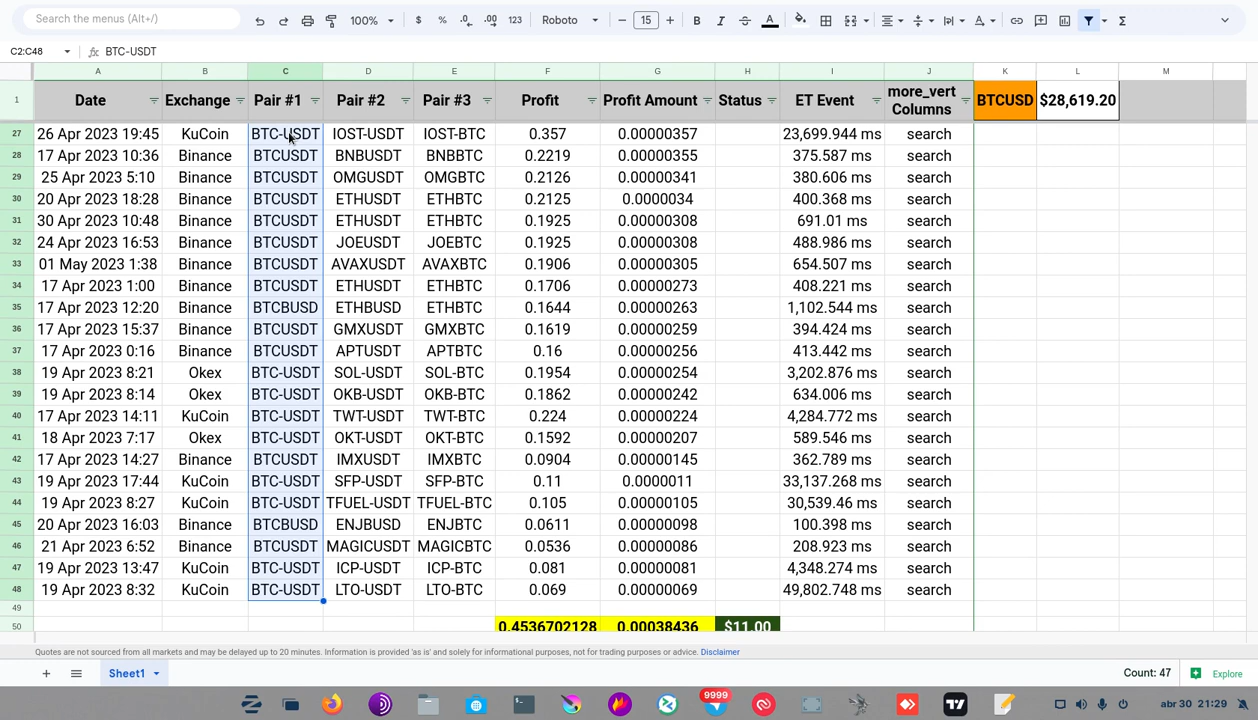 Search the menus (Alt+/)
100%
$ % .0 .00 123
Roboto
15
B I A
C2:C48
BTC-USDT
A B C D E F G H I J K L M
1 Date Exchange Pair #1 Pair #2 Pair #3 Profit Profit Amount Status ET Event more_vert Columns BTCUSD $28,619.20
27 26 Apr 2023 19:45 KuCoin BTC-USDT IOST-USDT IOST-BTC 0.357 0.00000357 23,699.944 ms search
28 17 Apr 2023 10:36 Binance BTCUSDT BNBUSDT BNBBTC 0.2219 0.00000355 375.587 ms search
29 25 Apr 2023 5:10 Binance BTCUSDT OMGUSDT OMGBTC 0.2126 0.00000341 380.606 ms search
30 20 Apr 2023 18:28 Binance BTCUSDT ETHUSDT ETHBTC 0.2125 0.0000034 400.368 ms search
31 30 Apr 2023 10:48 Binance BTCUSDT ETHUSDT ETHBTC 0.1925 0.00000308 691.01 ms search
32 24 Apr 2023 16:53 Binance BTCUSDT JOEUSDT JOEBTC 0.1925 0.00000308 488.986 ms search
33 01 May 2023 1:38 Binance BTCUSDT AVAXUSDT AVAXBTC 0.1906 0.00000305 654.507 ms search
34 17 Apr 2023 1:00 Binance BTCUSDT ETHUSDT ETHBTC 0.1706 0.00000273 408.221 ms search
35 17 Apr 2023 12:20 Binance BTCBUSD ETHBUSD ETHBTC 0.1644 0.00000263 1,102.544 ms search
36 17 Apr 2023 15:37 Binance BTCUSDT GMXUSDT GMXBTC 0.1619 0.00000259 394.424 ms search
37 17 Apr 2023 0:16 Binance BTCUSDT APTUSDT APTBTC 0.16 0.00000256 413.442 ms search
38 19 Apr 2023 8:21 Okex BTC-USDT SOL-USDT SOL-BTC 0.1954 0.00000254 3,202.876 ms search
39 19 Apr 2023 8:14 Okex BTC-USDT OKB-USDT OKB-BTC 0.1862 0.00000242 634.006 ms search
40 17 Apr 2023 14:11 KuCoin BTC-USDT TWT-USDT TWT-BTC 0.224 0.00000224 4,284.772 ms search
41 18 Apr 2023 7:17 Okex BTC-USDT OKT-USDT OKT-BTC 0.1592 0.00000207 589.546 ms search
42 17 Apr 2023 14:27 Binance BTCUSDT IMXUSDT IMXBTC 0.0904 0.00000145 362.789 ms search
43 19 Apr 2023 17:44 KuCoin BTC-USDT SFP-USDT SFP-BTC 0.11 0.0000011 33,137.268 ms search
44 19 Apr 2023 8:27 KuCoin BTC-USDT TFUEL-USDT TFUEL-BTC 0.105 0.00000105 30,539.46 ms search
45 20 Apr 2023 16:03 Binance BTCBUSD ENJBUSD ENJBTC 0.0611 0.00000098 100.398 ms search
46 21 Apr 2023 6:52 Binance BTCUSDT MAGICUSDT MAGICBTC 0.0536 0.00000086 208.923 ms search
47 19 Apr 2023 13:47 KuCoin BTC-USDT ICP-USDT ICP-BTC 0.081 0.00000081 4,348.274 ms search
48 19 Apr 2023 8:32 KuCoin BTC-USDT LTO-USDT LTO-BTC 0.069 0.00000069 49,802.748 ms search
49
50 0.4536702128 0.00038436 $11.00
Quotes are not sourced from all markets and may be delayed up to 20 minutes. Information is provided 'as is' and solely for informational purposes, not for trading purposes or advice. Disclaimer
Sheet1
Count: 47
Explore
9999
abr 30 21:29